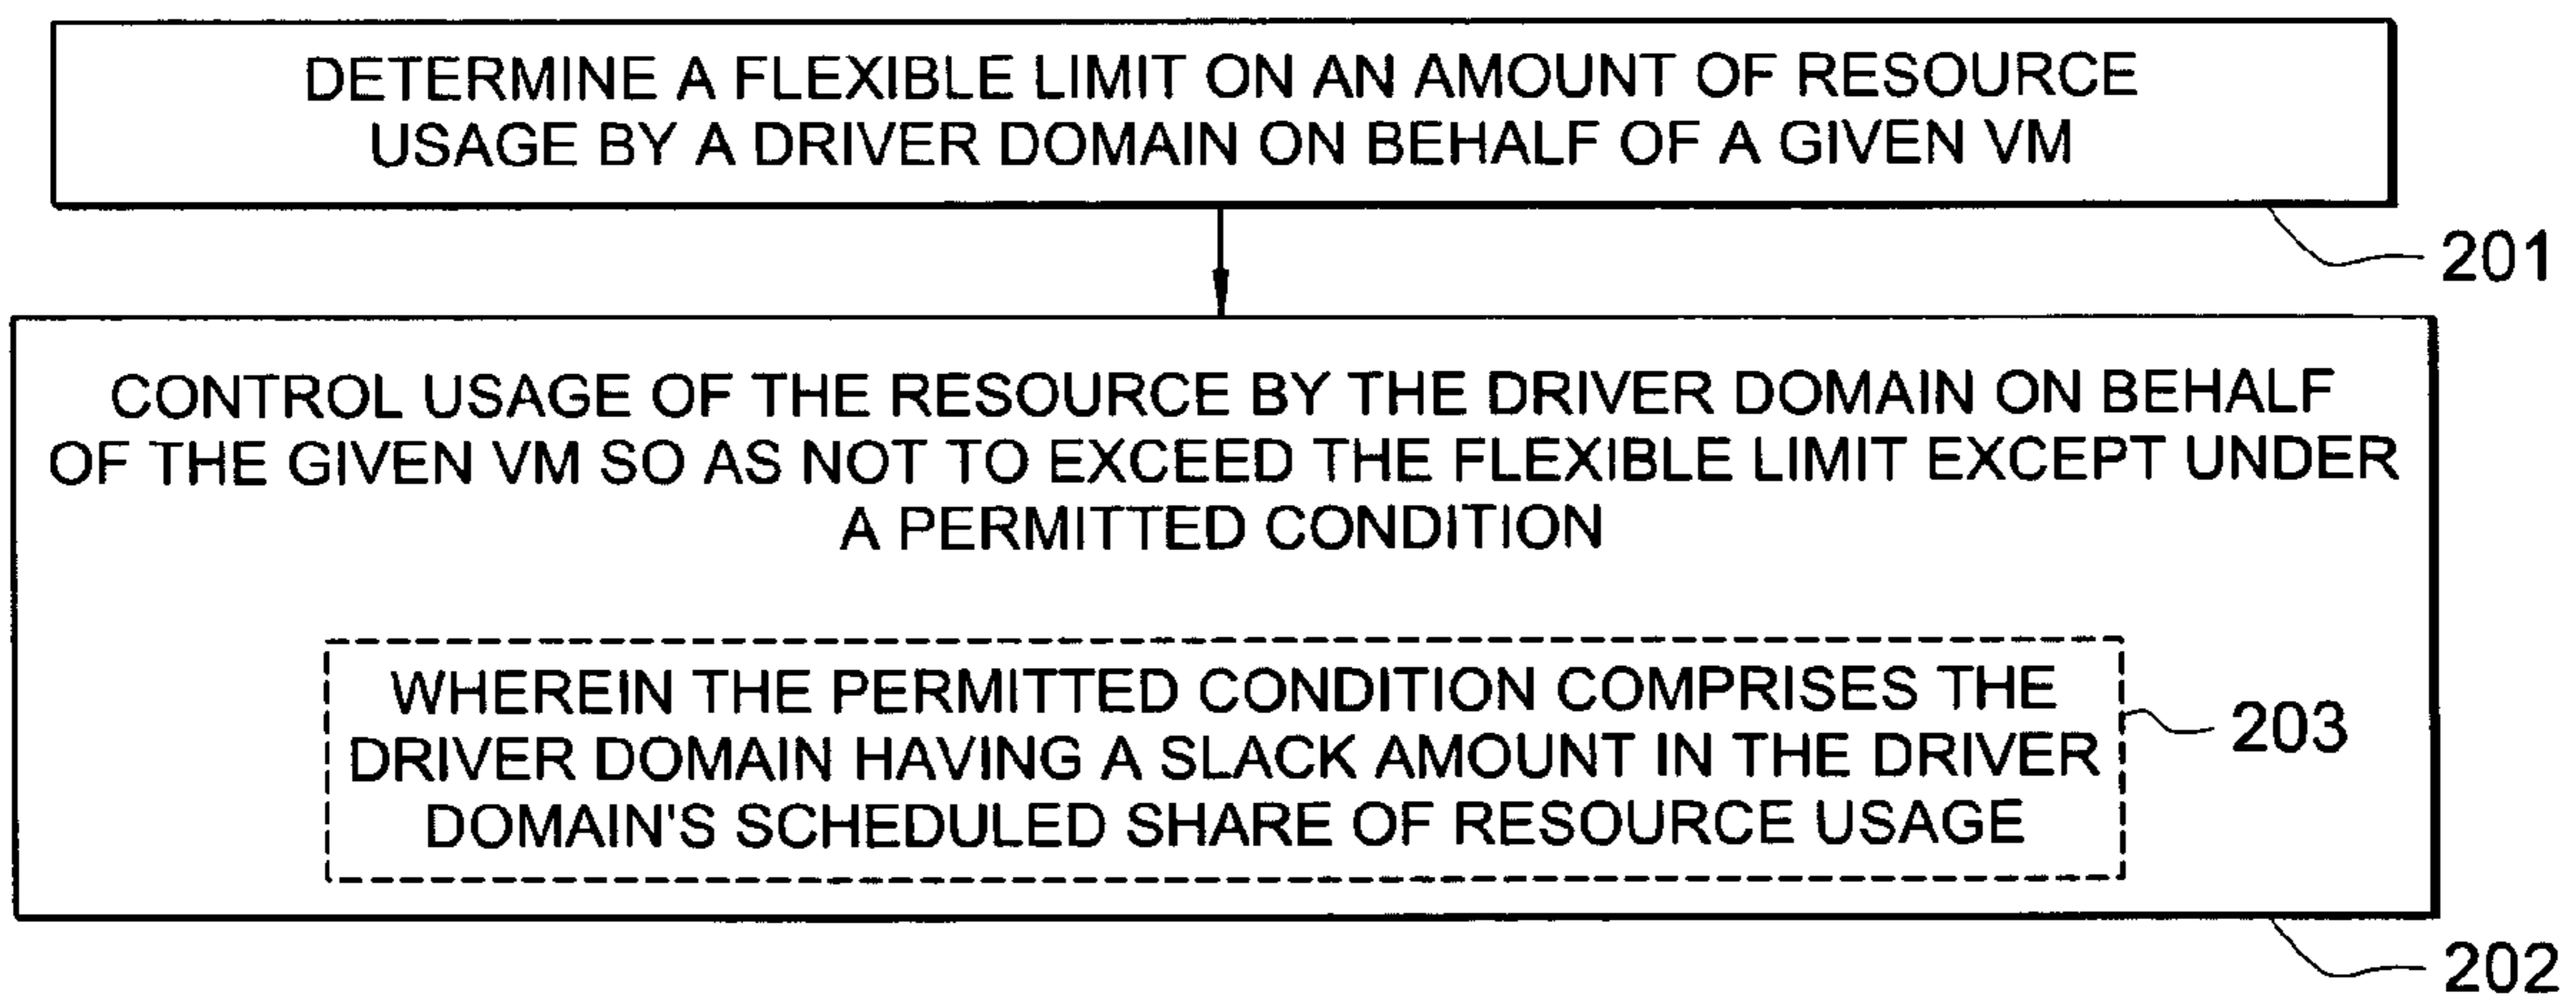 DETERMINE A FLEXIBLE LIMIT ON AN AMOUNT OF RESOURCE
USAGE BY A DRIVER DOMAIN ON BEHALF OF A GIVEN VM
201
CONTROL USAGE OF THE RESOURCE BY THE DRIVER DOMAIN ON BEHALF
OF THE GIVEN VM SO AS NOT TO EXCEED THE FLEXIBLE LIMIT EXCEPT UNDER
A PERMITTED CONDITION
WHEREIN THE PERMITTED CONDITION COMPRISES THE
DRIVER DOMAIN HAVING A SLACK AMOUNT IN THE DRIVER
DOMAIN'S SCHEDULED SHARE OF RESOURCE USAGE
203
202